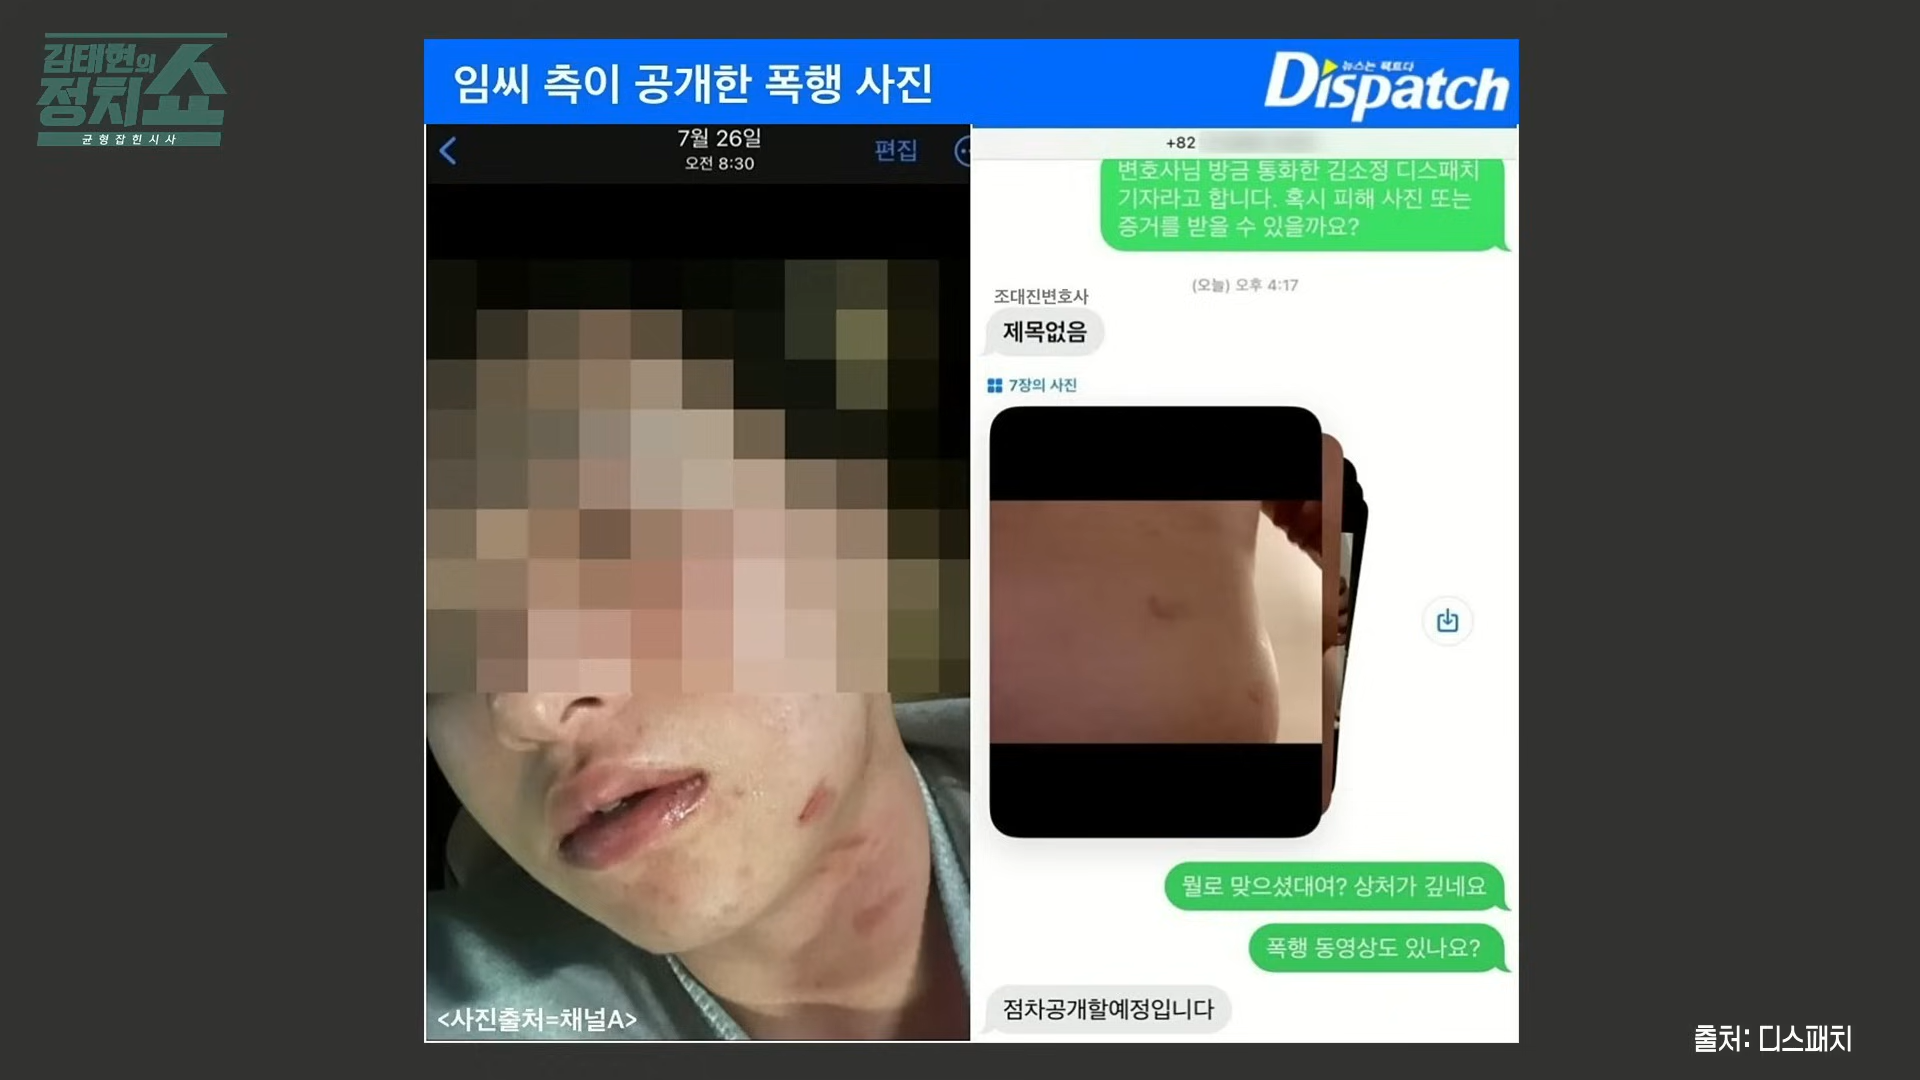 김태현의
정치쇼
균형잡힌시사
임씨 측이 공개한 폭행 사진
뉴스는 팩트다
Dispatch
7월 26일
오전 8:30
편집
<사진출처=채널A>
+82
변호사님 방금 통화한 김소정 디스패치
기자라고 합니다. 혹시 피해 사진 또는
증거를 받을 수 있을까요?
(오늘) 오후 4:17
조대진변호사
제목없음
7장의 사진
뭘로 맞으셨대여? 상처가 깊네요
폭행 동영상도 있나요?
점차공개할예정입니다
출처: 디스패치